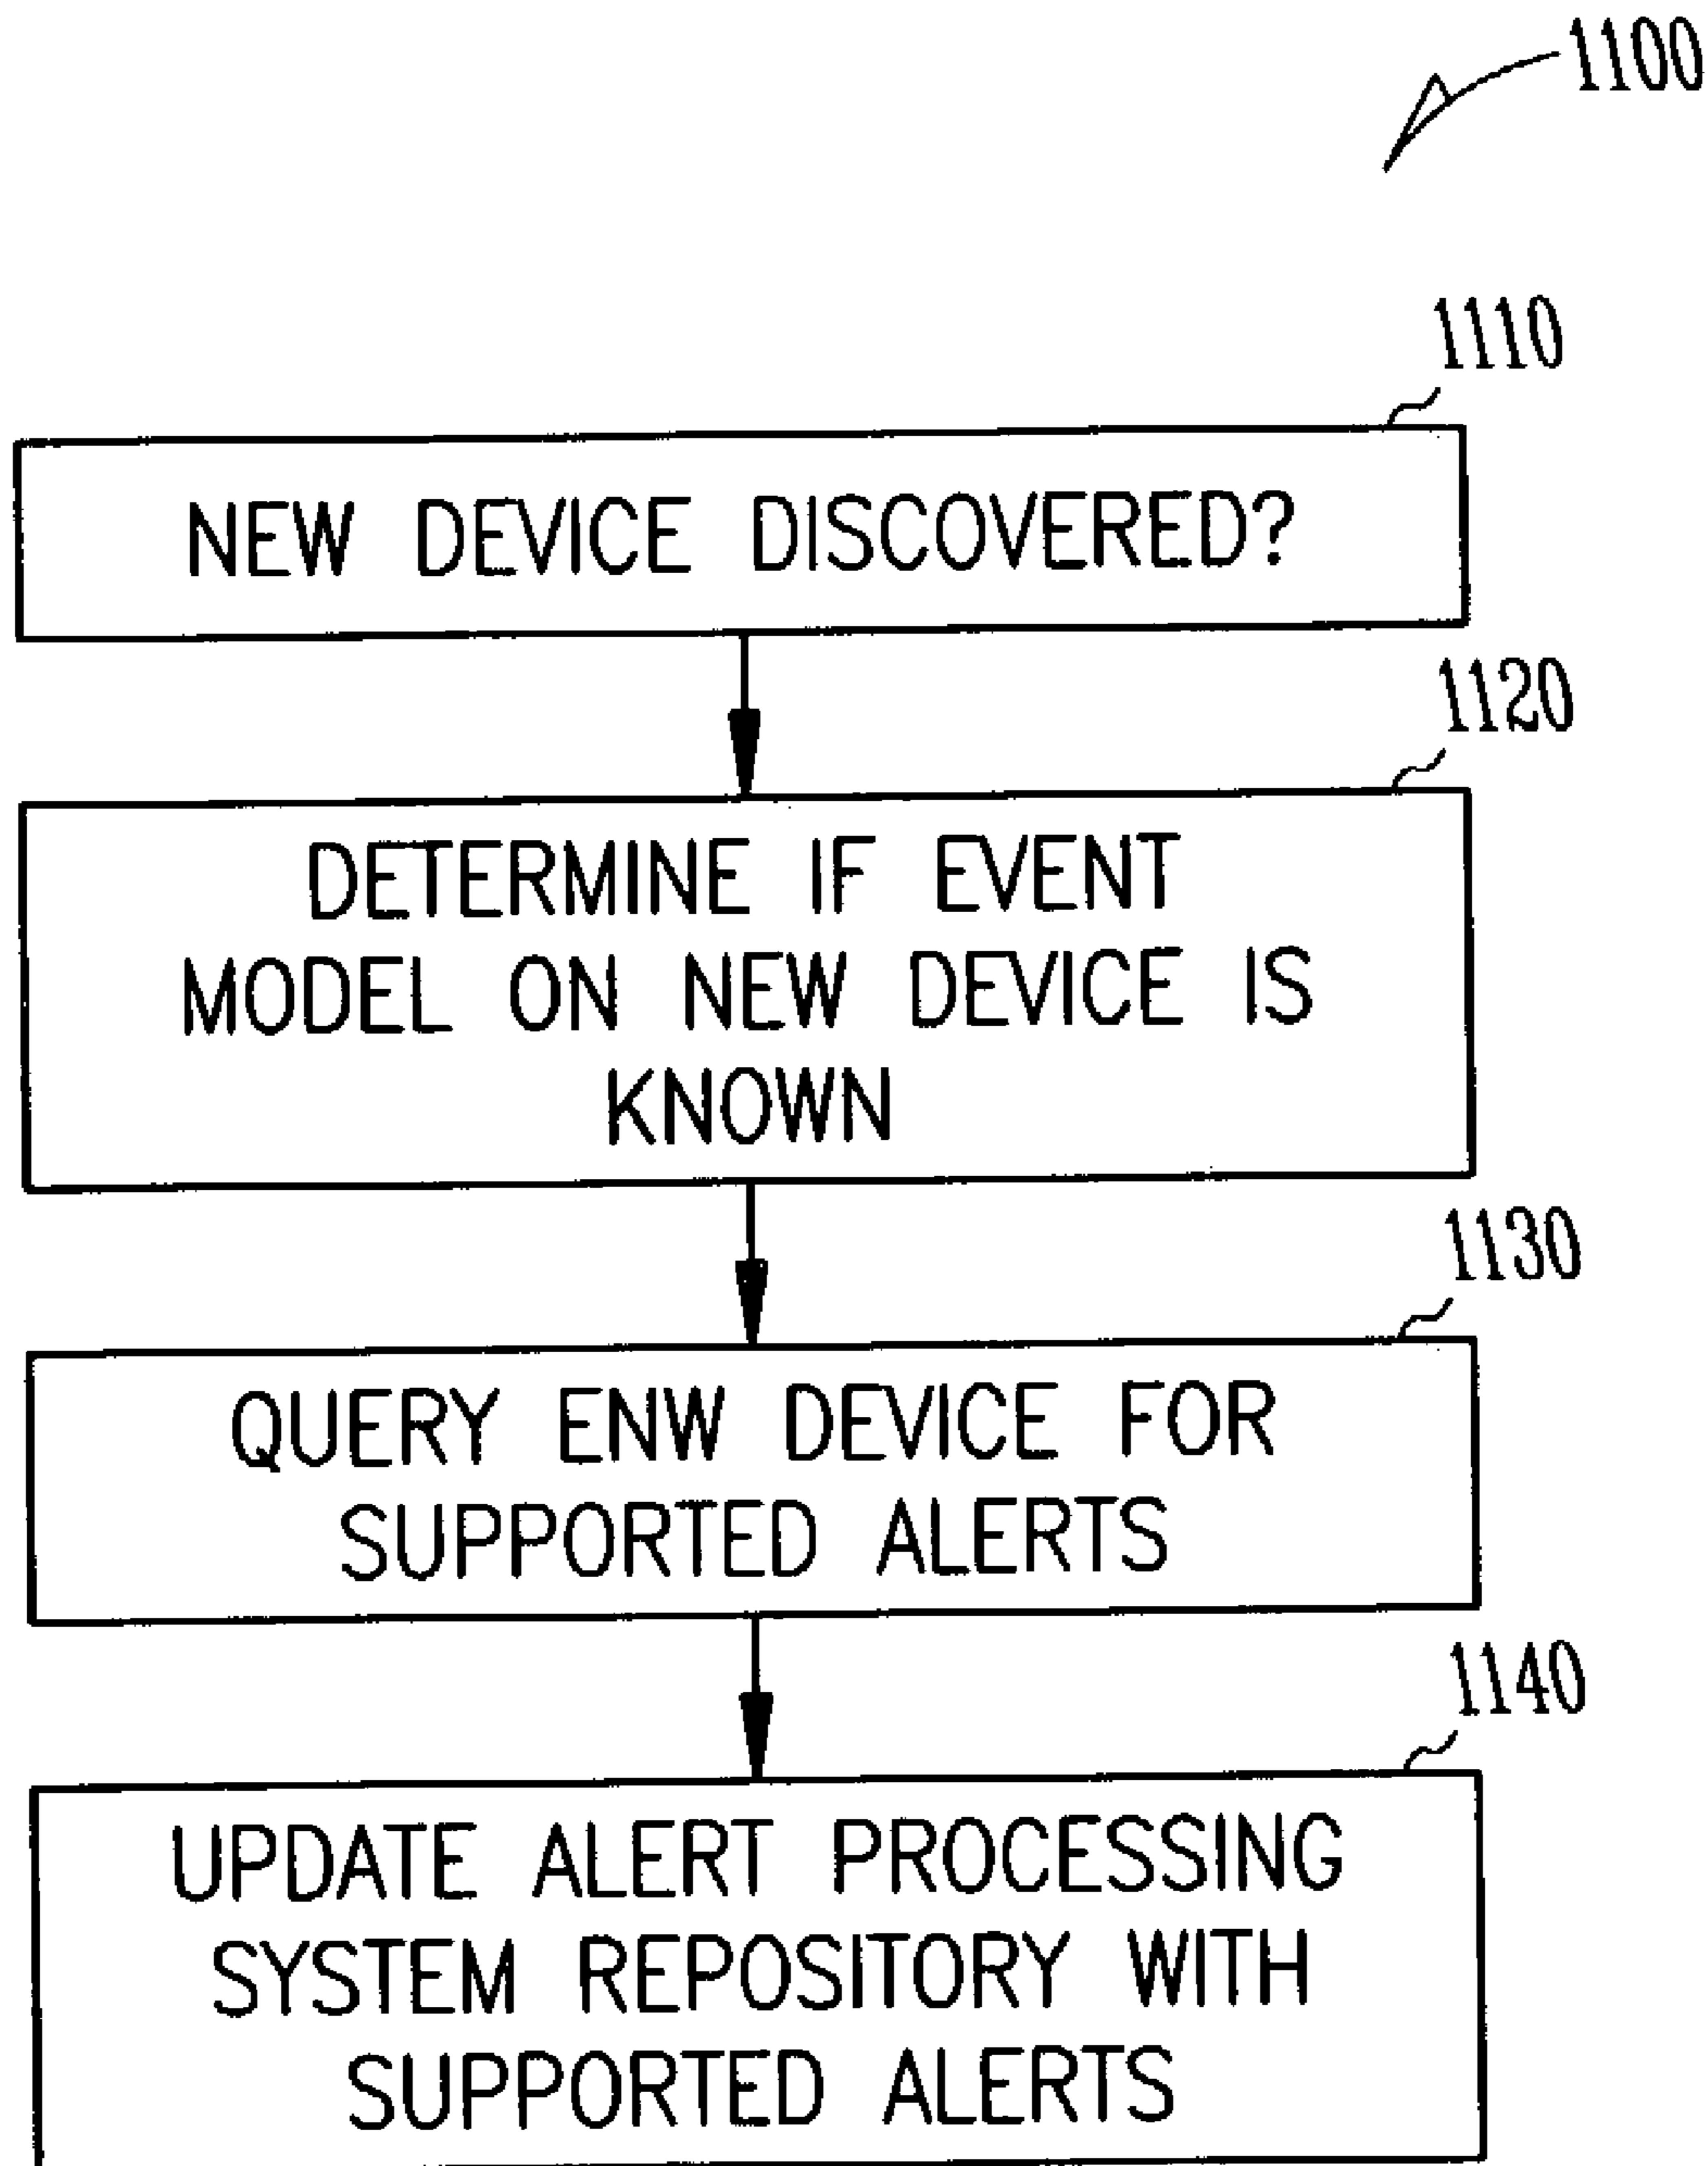 1100
1110
NEW DEVICE DISCOVERED?
1120
DETERMINE IF EVENT
MODEL ON NEW DEVICE IS
KNOWN
1130
QUERY ENW DEVICE FOR
SUPPORTED ALERTS
1140
UPDATE ALERT PROCESSING
SYSTEM REPOSITORY WITH
SUPPORTED ALERTS